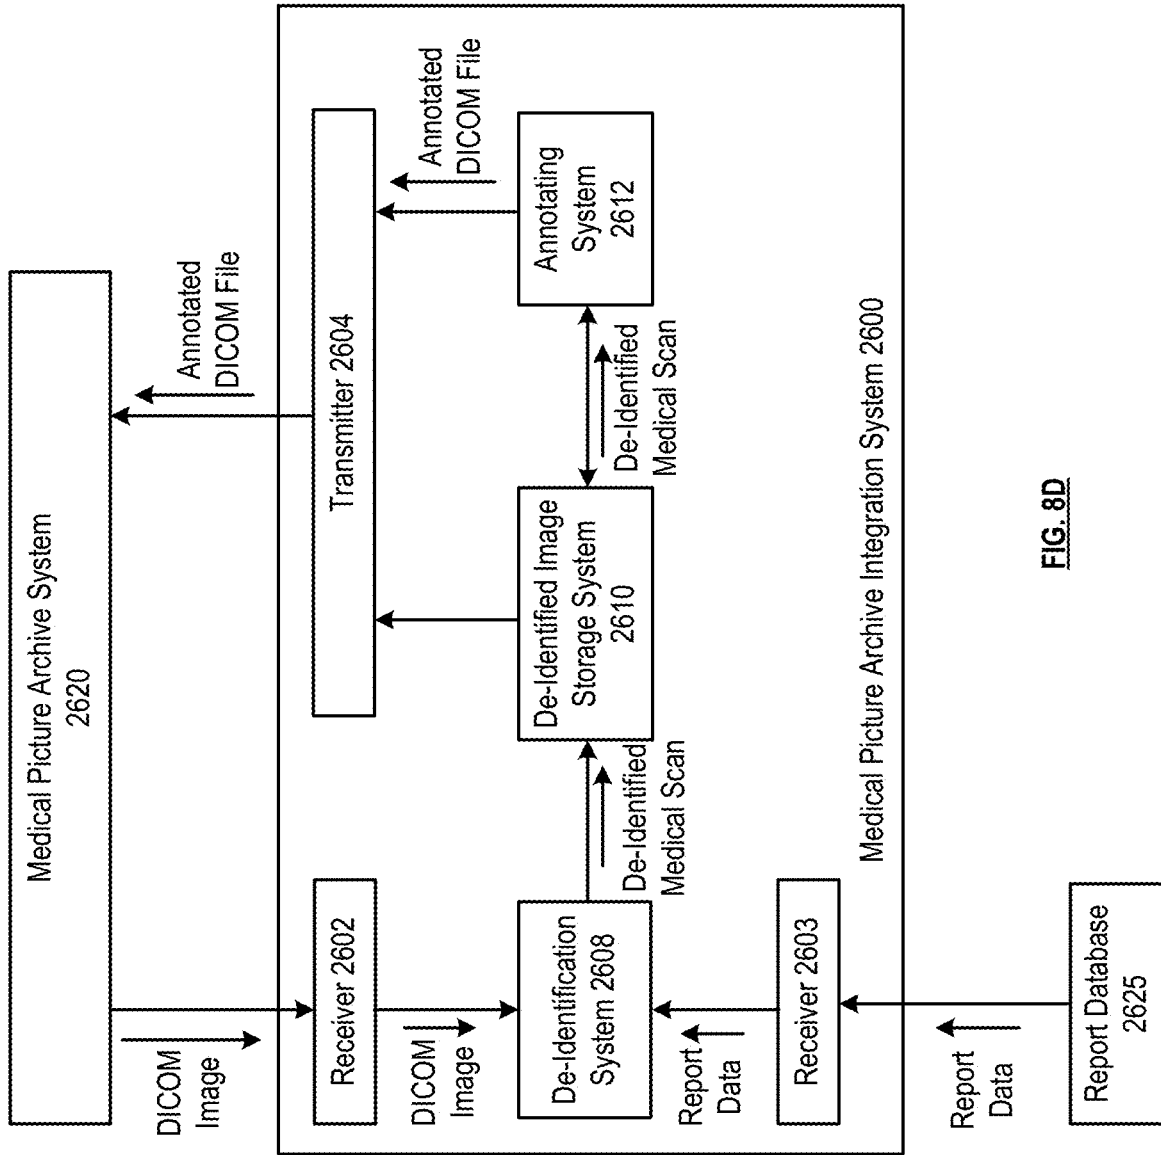 Medical Picture Archive System
2620
DICOM
Image
Annotated
DICOM File
Receiver 2602
Transmitter 2604
DICOM
Image
Annotated
DICOM File
De-Identification
System 2608
De-Identified
Medical Scan
De-Identified Image
Storage System
2610
De-Identified
Medical Scan
Annotating
System
2612
Report
Data
Receiver 2603
Medical Picture Archive Integration System 2600
Report
Data
Report Database
2625
FIG. 8D